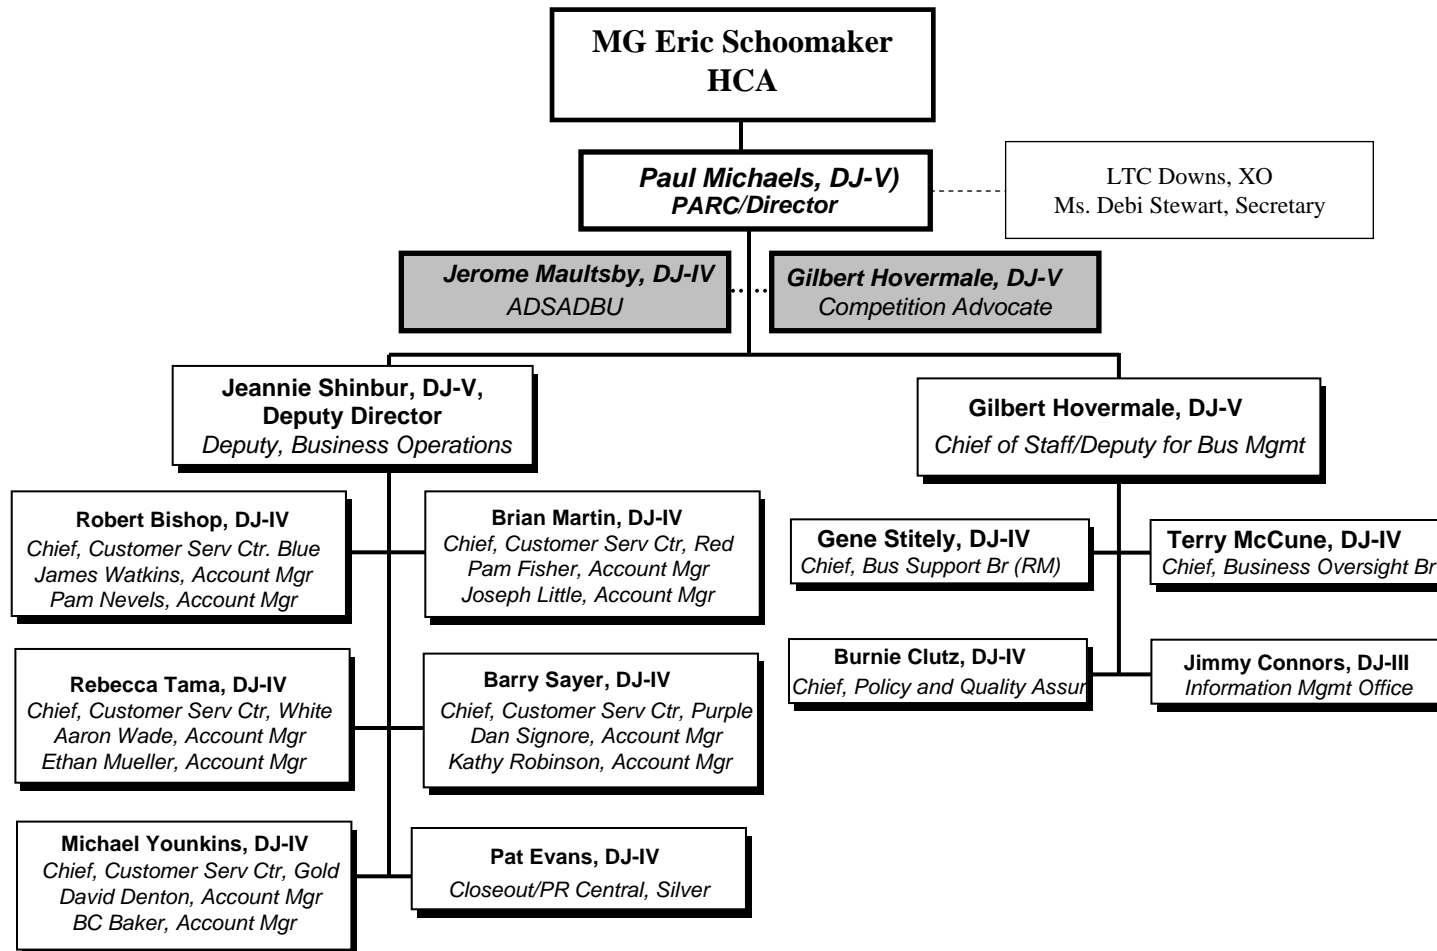 MG Eric Schoomaker
HCA
Paul Michaels, DJ-V)
PARC/Director
LTC Downs, XO
Ms. Debi Stewart, Secretary
Jerome Maultsby, DJ-IV
ADSADBU
Gilbert Hovermale, DJ-V
Competition Advocate
Jeannie Shinbur, DJ-V,
Deputy Director
Deputy, Business Operations
Gilbert Hovermale, DJ-V
Chief of Staff/Deputy for Bus Mgmt
Robert Bishop, DJ-IV
Chief, Customer Serv Ctr. Blue
James Watkins, Account Mgr
Pam Nevels, Account Mgr
Brian Martin, DJ-IV
Chief, Customer Serv Ctr, Red
Pam Fisher, Account Mgr
Joseph Little, Account Mgr
Gene Stitely, DJ-IV
Chief, Bus Support Br (RM)
Terry McCune, DJ-IV
Chief, Business Oversight Br
Rebecca Tama, DJ-IV
Chief, Customer Serv Ctr, White
Aaron Wade, Account Mgr
Ethan Mueller, Account Mgr
Barry Sayer, DJ-IV
Chief, Customer Serv Ctr, Purple
Dan Signore, Account Mgr
Kathy Robinson, Account Mgr
Burnie Clutz, DJ-IV
Chief, Policy and Quality Assur
Jimmy Connors, DJ-III
Information Mgmt Office
Michael Younkins, DJ-IV
Chief, Customer Serv Ctr, Gold
David Denton, Account Mgr
BC Baker, Account Mgr
Pat Evans, DJ-IV
Closeout/PR Central, Silver